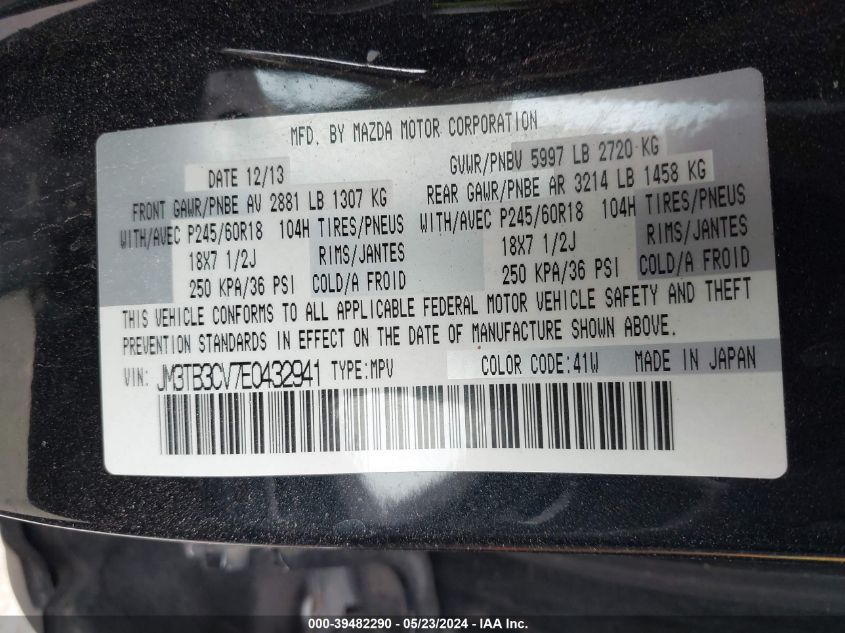 MFD. BY MAZDA MOTOR CORPORATION
DATE 12/13 GVWR/PNBV 5997 LB 2720 KG
FRONT GAWR/PNBE AV 2881 LB 1307 KG REAR GAWR/PNBE AR 3214 LB 1458 KG
WITH/AVEC P245/60R18 104H TIRES/PNEUS WITH/AVEC P245/60R18 104H TIRES/PNEUS
18X7 1/2J RIMS/JANTES 18X7 1/2J RIMS/JANTES
250 KPA/36 PSI COLD/A FROID 250 KPA/36 PSI COLD/A FROID
THIS VEHICLE CONFORMS TO ALL APPLICABLE FEDERAL MOTOR VEHICLE SAFETY AND THEFT
PREVENTION STANDARDS IN EFFECT ON THE DATE OF MANUFACTURE SHOWN ABOVE.
VIN: JM3TB3CV7E0432941 TYPE:MPV COLOR CODE:41W MADE IN JAPAN
000-39482290 - 05/23/2024 - IAA Inc.